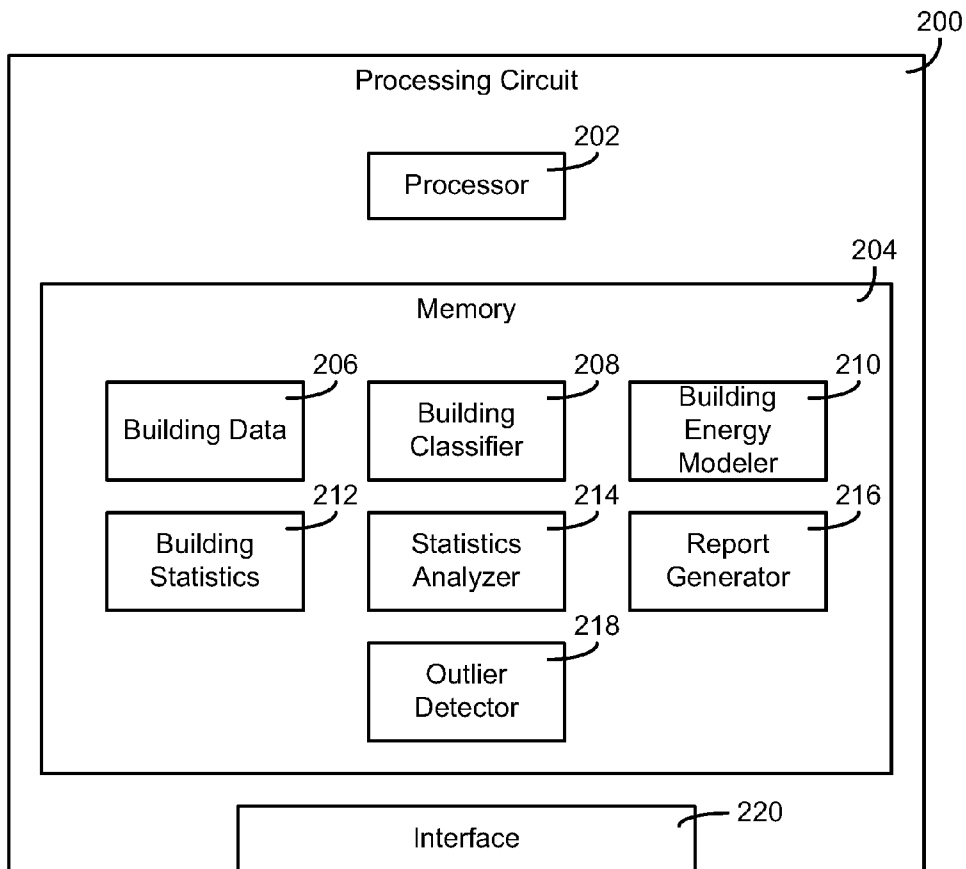 200
Processing Circuit
202
Processor
204
Memory
206
Building Data
208
Building
Classifier
210
Building
Energy
Modeler
212
Building
Statistics
214
Statistics
Analyzer
216
Report
Generator
218
Outlier
Detector
220
Interface